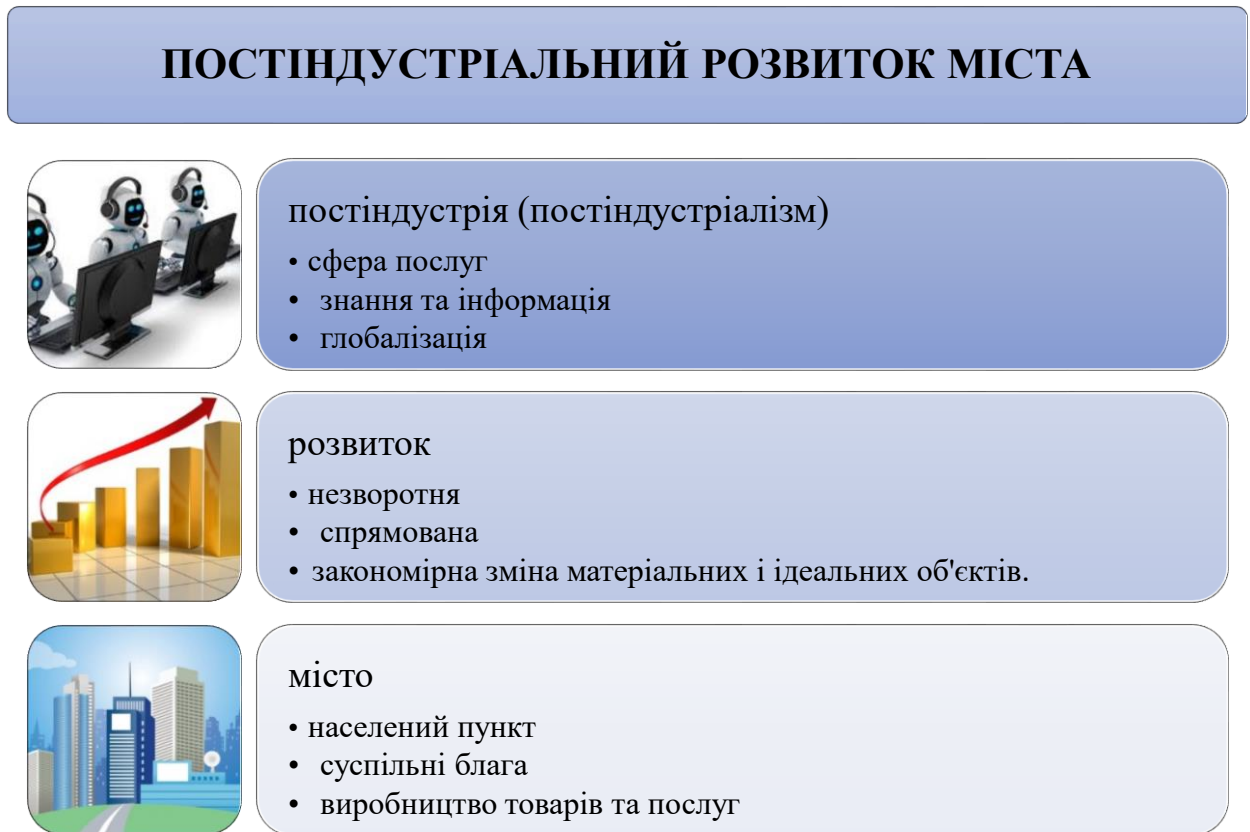 ПОСТІНДУСТРІАЛЬНИЙ РОЗВИТОК МІСТА
постіндустрія (постіндустріалізм)
• сфера послуг
• знання та інформація
• глобалізація
розвиток
• незворотня
• спрямована
• закономірна зміна матеріальних і ідеальних об'єктів.
місто
• населений пункт
• суспільні блага
• виробництво товарів та послуг